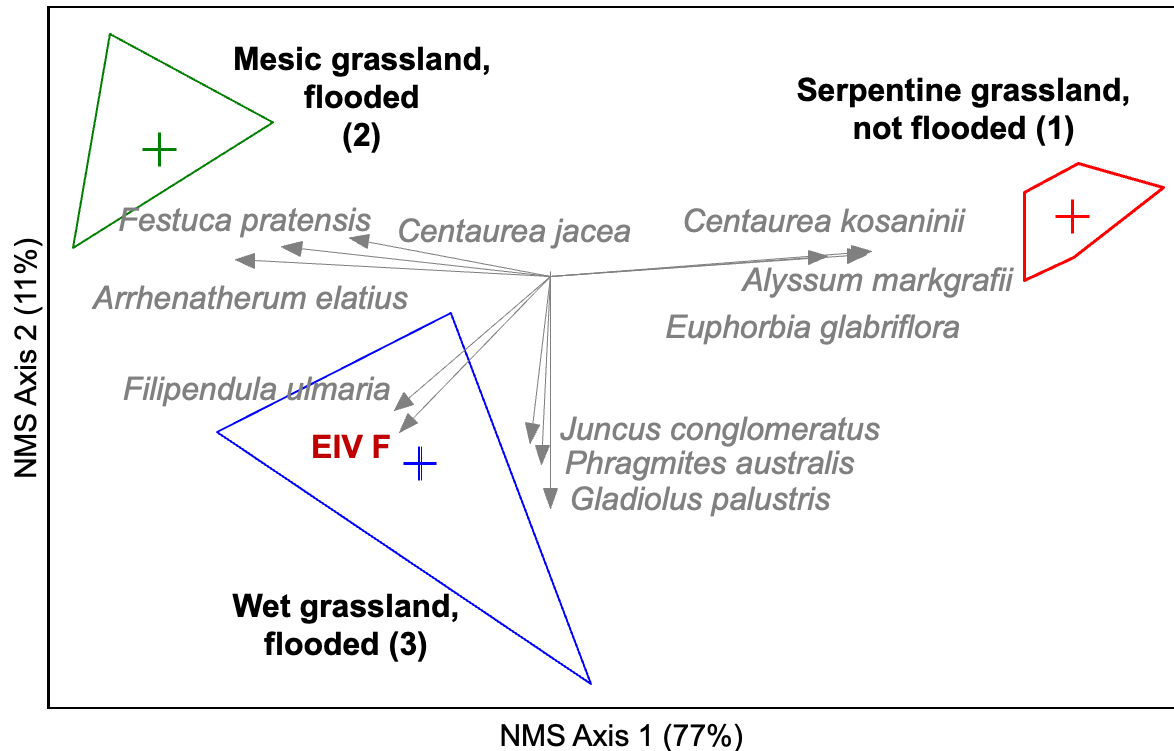 Mesic grassland,
flooded
(2)
Serpentine grassland,
not flooded (1)
Festuca pratensis
Centaurea jacea
Centaurea kosaninii
Arrhenatherum elatius
Alyssum markgrafii
Euphorbia glabriflora
Filipendula ulmaria
EIV F
Juncus conglomeratus
Phragmites australis
Gladiolus palustris
Wet grassland,
flooded (3)
NMS Axis 2 (11%)
NMS Axis 1 (77%)